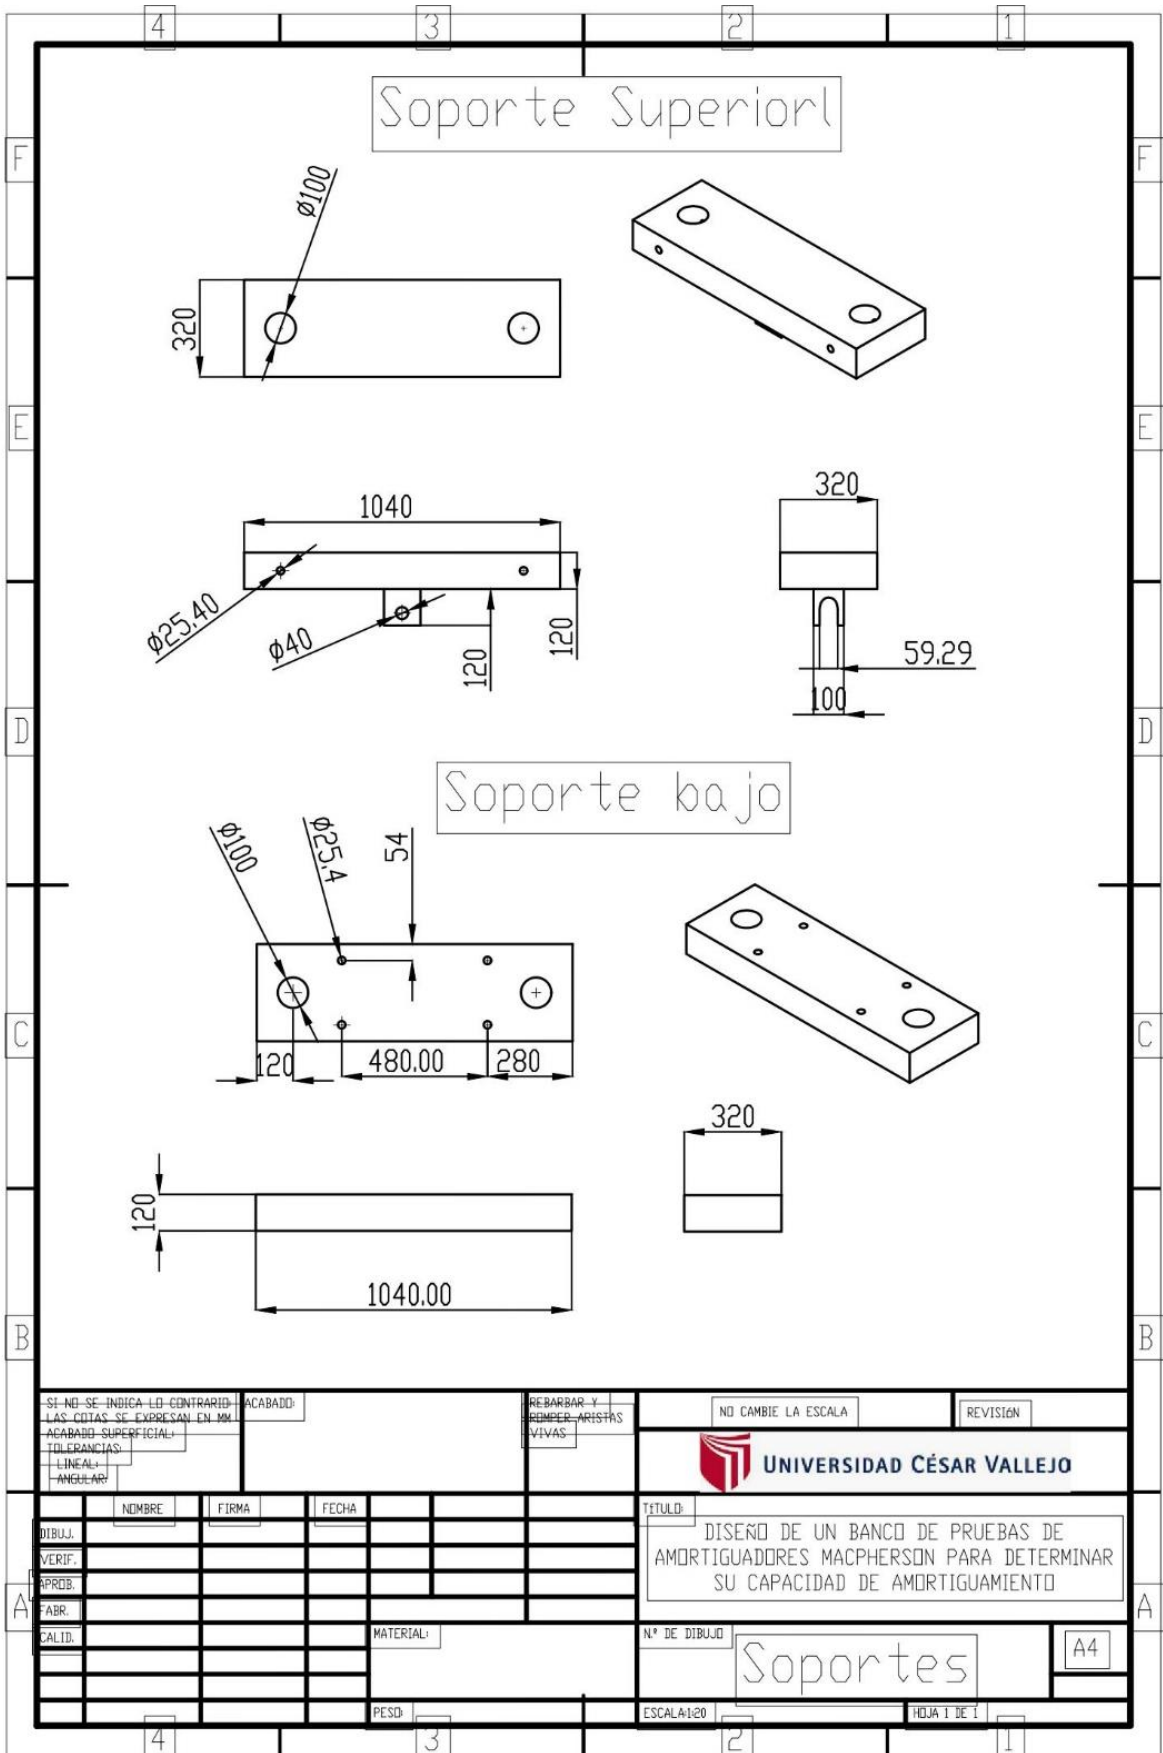 4 3 2 1
Soporte Superiorl
F F
Ø100
320
E E
1040
320
Ø25.40
Ø40
120
120
59.29
100
D D
Soporte bajo
Ø100
Ø25.4
54
C C
120
480.00
280
320
120
1040.00
B B
SI NO SE INDICA LO CONTRARIO:
LAS COTAS SE EXPRESAN EN MM
ACABADO SUPERFICIAL:
TOLERANCIAS:
LINEAL:
ANGULAR:
ACABADO:
REBARBAR Y
ROMPER ARISTAS
VIVAS
NO CAMBIE LA ESCALA
REVISIóN
UNIVERSIDAD CÉSAR VALLEJO
NOMBRE
FIRMA
FECHA
DIBUJ.
VERIF.
APROB.
FABR.
CALID.
TíTULO:
DISEñO DE UN BANCO DE PRUEBAS DE
AMORTIGUADORES MACPHERSON PARA DETERMINAR
SU CAPACIDAD DE AMORTIGUAMIENTO
A A
MATERIAL:
N.º DE DIBUJO
Soportes
A4
PESO:
ESCALA:1:20
HOJA 1 DE 1
4 3 2 1